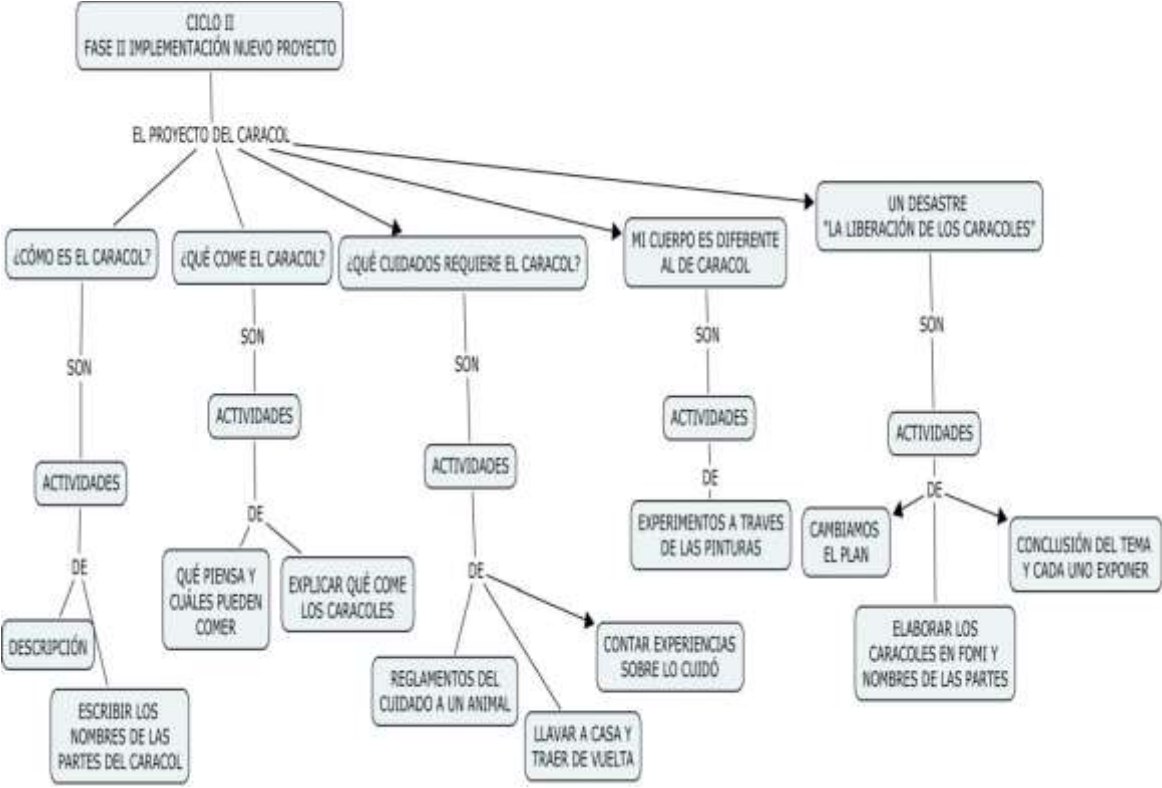 CICLO II
FASE II IMPLEMENTACIÓN NUEVO PROYECTO
EL PROYECTO DEL CARACOL
¿CÓMO ES EL CARACOL?
SON
ACTIVIDADES
DE
DESCRIPCIÓN
ESCRIBIR LOS
NOMBRES DE LAS
PARTES DEL CARACOL
¿QUÉ COME EL CARACOL?
SON
ACTIVIDADES
DE
QUÉ PIENSA Y
CUÁLES PUEDEN
COMER
EXPLICAR QUÉ COME
LOS CARACOLES
¿QUÉ CUIDADOS REQUIERE EL CARACOL?
SON
ACTIVIDADES
DE
REGLAMENTOS DEL
CUIDADO A UN ANIMAL
LLAVAR A CASA Y
TRAER DE VUELTA
CONTAR EXPERIENCIAS
SOBRE LO CUIDÓ
MI CUERPO ES DIFERENTE
AL DE CARACOL
SON
ACTIVIDADES
DE
EXPERIMENTOS A TRAVES
DE LAS PINTURAS
UN DESASTRE
"LA LIBERACIÓN DE LOS CARACOLES"
SON
ACTIVIDADES
DE
CAMBIAMOS
EL PLAN
ELABORAR LOS
CARACOLES EN FOMI Y
NOMBRES DE LAS PARTES
CONCLUSIÓN DEL TEMA
Y CADA UNO EXPONER